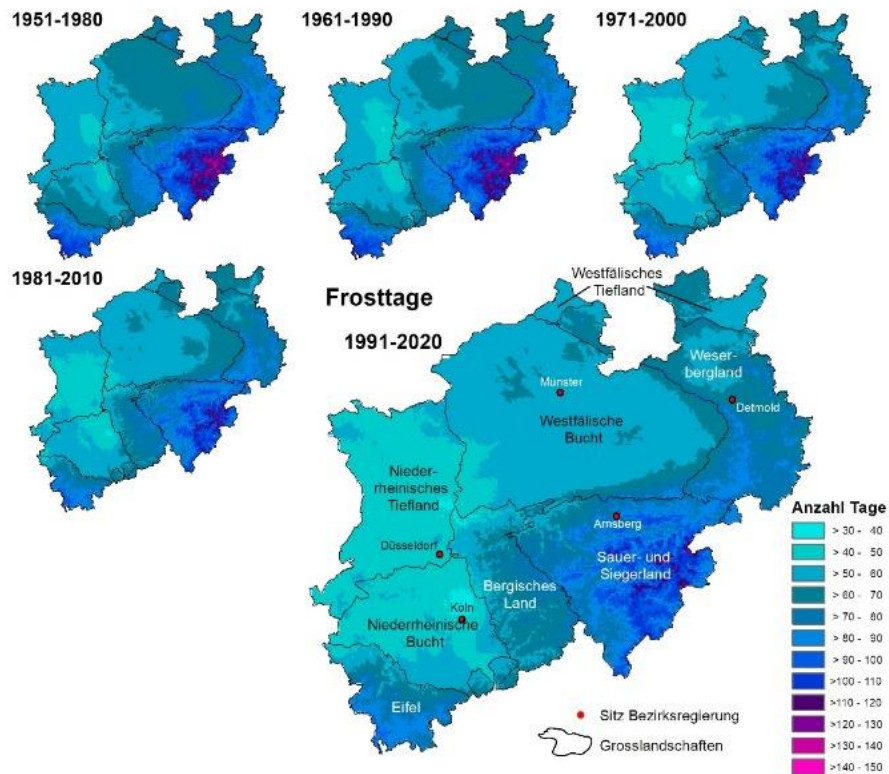 1951-1980
1961-1990
1971-2000
1981-2010
Frosttage
1991-2020
Westfälisches
Tiefland
Weser-
bergland
Münster
Detmold
Westfälische
Bucht
Nieder-
rheinisches
Tiefland
Arnsberg
Düsseldorf
Sauer- und
Siegerland
Bergisches
Land
Köln
Niederrheinische
Bucht
Eifel
Sitz Bezirksregierung
Grosslandschaften
Anzahl Tage
> 30 - 40
> 40 - 50
> 50 - 60
> 60 - 70
> 70 - 80
> 80 - 90
> 90 - 100
>100 - 110
>110 - 120
>120 - 130
>130 - 140
>140 - 150